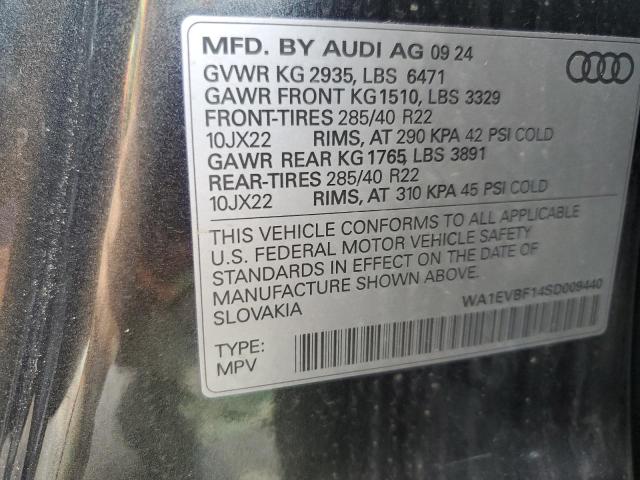 MFD. BY AUDI AG 09 24
GVWR KG 2935, LBS 6471
GAWR FRONT KG1510, LBS 3329
FRONT-TIRES 285/40 R22
10JX22 RIMS, AT 290 KPA 42 PSI COLD
GAWR REAR KG1765, LBS 3891
REAR-TIRES 285/40 R22
10JX22 RIMS, AT 310 KPA 45 PSI COLD
THIS VEHICLE CONFORMS TO ALL APPLICABLE
U.S. FEDERAL MOTOR VEHICLE SAFETY
STANDARDS IN EFFECT ON THE DATE OF
MANUFACTURE SHOWN ABOVE.
SLOVAKIA
WA1EVBF14SD009440
TYPE:
MPV